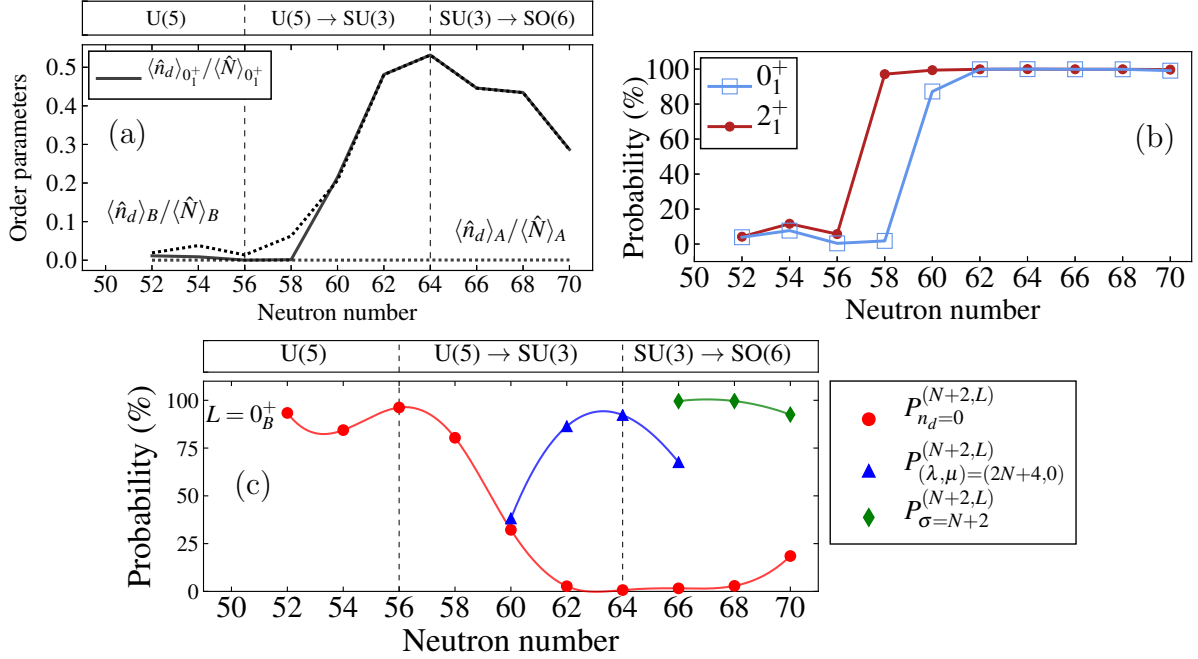 U(5) U(5) → SU(3) SU(3) → SO(6)
⟨n̂_d⟩_{0_1^+}/⟨N̂⟩_{0_1^+}
(a)
⟨n̂_d⟩_B/⟨N̂⟩_B
⟨n̂_d⟩_A/⟨N̂⟩_A
Order parameters
0.5
0.4
0.3
0.2
0.1
0.0
50 52 54 56 58 60 62 64 66 68 70
Neutron number
Probability (%)
100
80
60
40
20
0
0_1^+
2_1^+
(b)
52 54 56 58 60 62 64 66 68 70
Neutron number
U(5) U(5) → SU(3) SU(3) → SO(6)
Probability (%)
100
75
50
25
0
L = 0_B^+
(c)
50 52 54 56 58 60 62 64 66 68 70
Neutron number
P_{n_d=0}^{(N+2,L)}
P_{(λ,μ)=(2N+4,0)}^{(N+2,L)}
P_{σ=N+2}^{(N+2,L)}